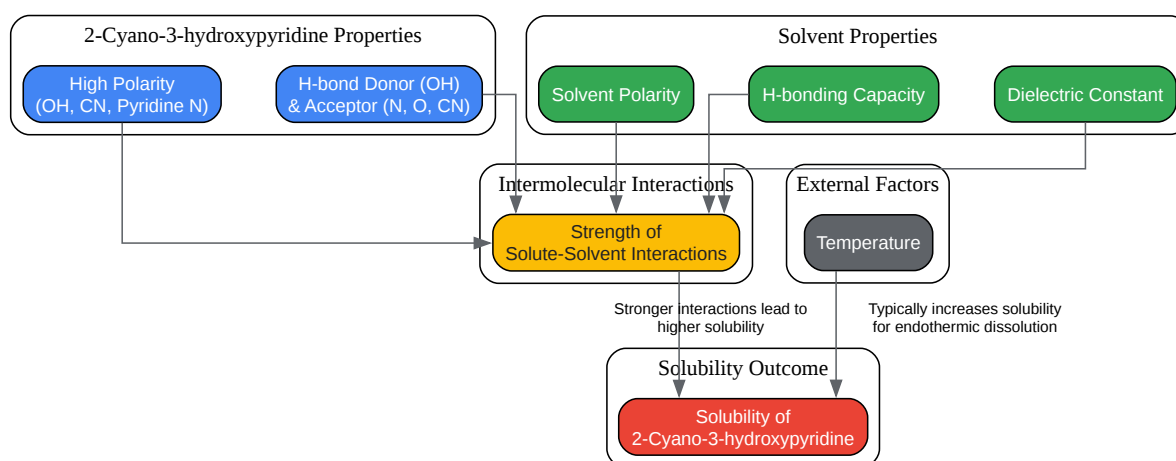 2-Cyano-3-hydroxypyridine Properties
High Polarity
(OH, CN, Pyridine N)
H-bond Donor (OH)
& Acceptor (N, O, CN)
Solvent Properties
Solvent Polarity
H-bonding Capacity
Dielectric Constant
Intermolecular Interactions
Strength of
Solute-Solvent Interactions
External Factors
Temperature
Stronger interactions lead to
higher solubility
Typically increases solubility
for endothermic dissolution
Solubility Outcome
Solubility of
2-Cyano-3-hydroxypyridine